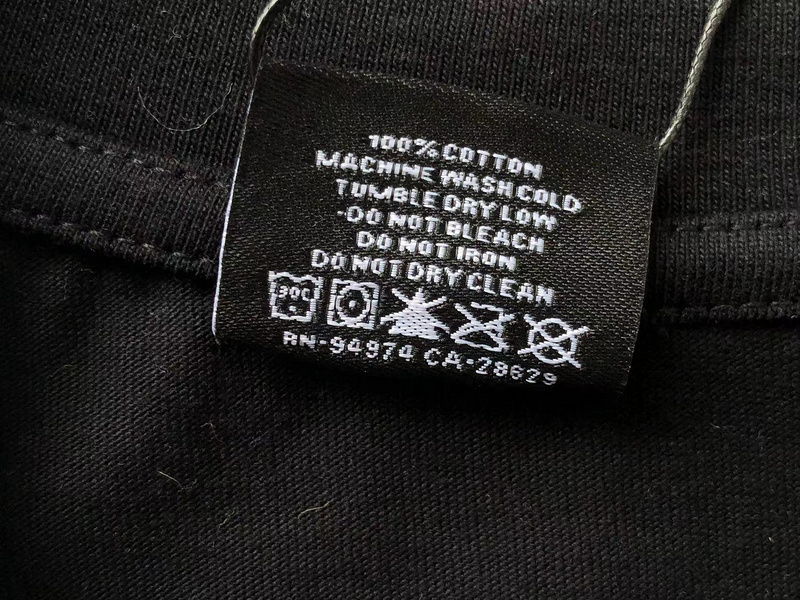 100% COTTON
MACHINE WASH COLD
TUMBLE DRY LOW
DO NOT BLEACH
DO NOT IRON
DO NOT DRY CLEAN
30C
RN-94974 CA-28629